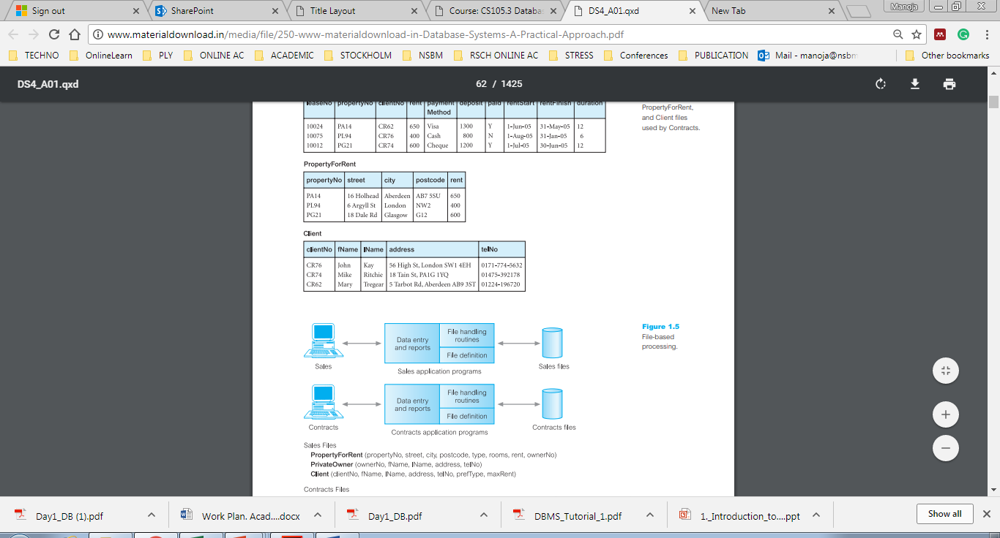 Sign out
SharePoint
Title Layout
Course: CS105.3 Databa
DS4_A01.qxd
New Tab
Manoja
www.materialdownload.in/media/file/250-www-materialdownload-in-Database-Systems-A-Practical-Approach.pdf
TECHNO OnlineLearn PLY ONLINE AC ACADEMIC STOCKHOLM NSBM RSCH ONLINE AC STRESS Conferences PUBLICATION Mail - manoja@nsbm Other bookmarks
DS4_A01.qxd 62 / 1425
leaseNo propertyNo clientNo rent payment Method deposit paid rentStart rentFinish duration
10024 PA14 CR62 650 Visa 1300 Y 1-Jun-05 31-May-05 12
10075 PL94 CR76 400 Cash 800 N 1-Aug-05 31-Jan-05 6
10012 PG21 CR74 600 Cheque 1200 Y 1-Jul-05 30-Jun-05 12
PropertyForRent,
and Client files
used by Contracts.
PropertyForRent
propertyNo street city postcode rent
PA14 16 Holhead Aberdeen AB7 5SU 650
PL94 6 Argyll St London NW2 400
PG21 18 Dale Rd Glasgow G12 600
Client
clientNo fName lName address telNo
CR76 John Kay 56 High St, London SW1 4EH 0171-774-5632
CR74 Mike Ritchie 18 Tain St, PA1G 1YQ 01475-392178
CR62 Mary Tregear 5 Tarbot Rd, Aberdeen AB9 3ST 01224-196720
Figure 1.5
File-based
processing.
Data entry
and reports
File handling
routines
File definition
Sales
Sales files
Sales application programs
Data entry
and reports
File handling
routines
File definition
Contracts
Contracts files
Contracts application programs
Sales Files
PropertyForRent (propertyNo, street, city, postcode, type, rooms, rent, ownerNo)
PrivateOwner (ownerNo, fName, lName, address, telNo)
Client (clientNo, fName, lName, address, telNo, prefType, maxRent)
Contracts Files
Day1_DB (1).pdf
Work Plan. Acad....docx
Day1_DB.pdf
DBMS_Tutorial_1.pdf
1._Introduction_to....ppt
Show all